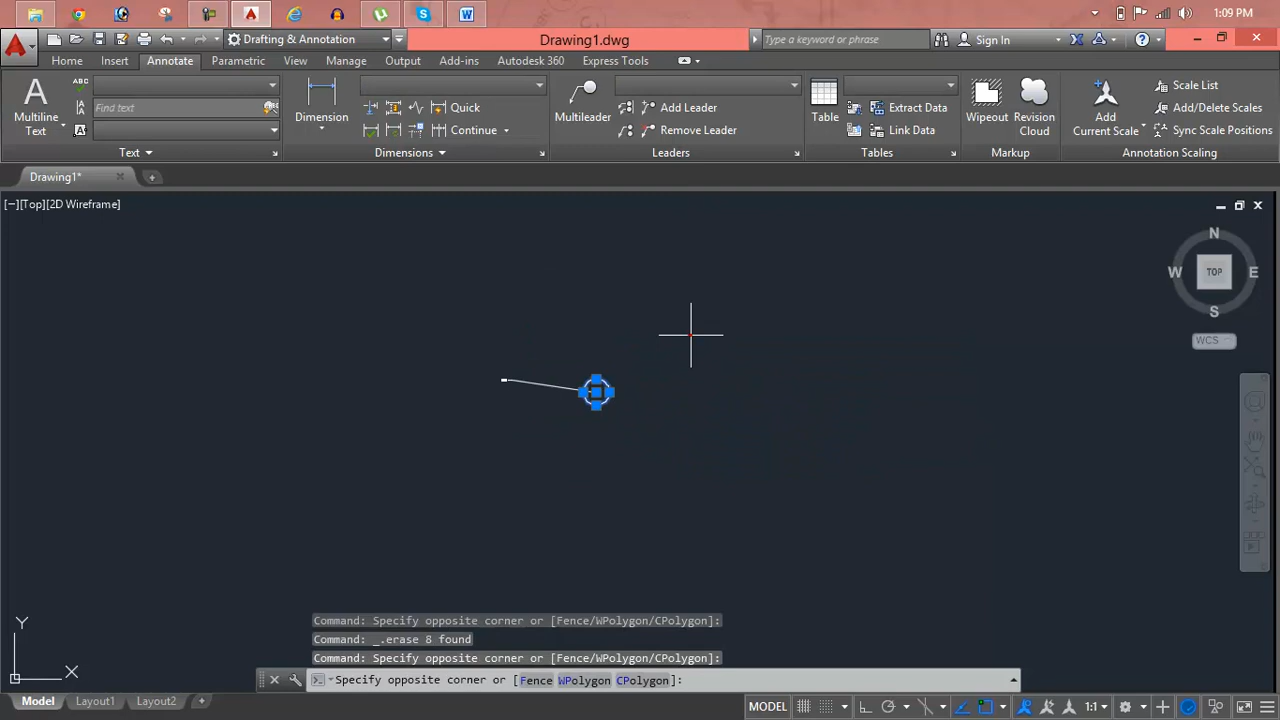 1:09 PM
Drafting & Annotation
Drawing1.dwg
Type a keyword or phrase
Sign In
Home Insert Annotate Parametric View Manage Output Add-ins Autodesk 360 Express Tools
Multiline Text
Find text
Text
Dimension
Quick
Continue
Dimensions
Multileader
Add Leader
Remove Leader
Leaders
Table
Extract Data
Link Data
Tables
Wipeout
Revision Cloud
Markup
Add Current Scale
Scale List
Add/Delete Scales
Sync Scale Positions
Annotation Scaling
Drawing1*
[−][Top][2D Wireframe]
N
W TOP E
S
WCS
Command: Specify opposite corner or [Fence/WPolygon/CPolygon]:
Command: _.erase 8 found
Command: Specify opposite corner or [Fence/WPolygon/CPolygon]:
Specify opposite corner or [Fence WPolygon CPolygon]:
Y
X
Model Layout1 Layout2
MODEL
1:1